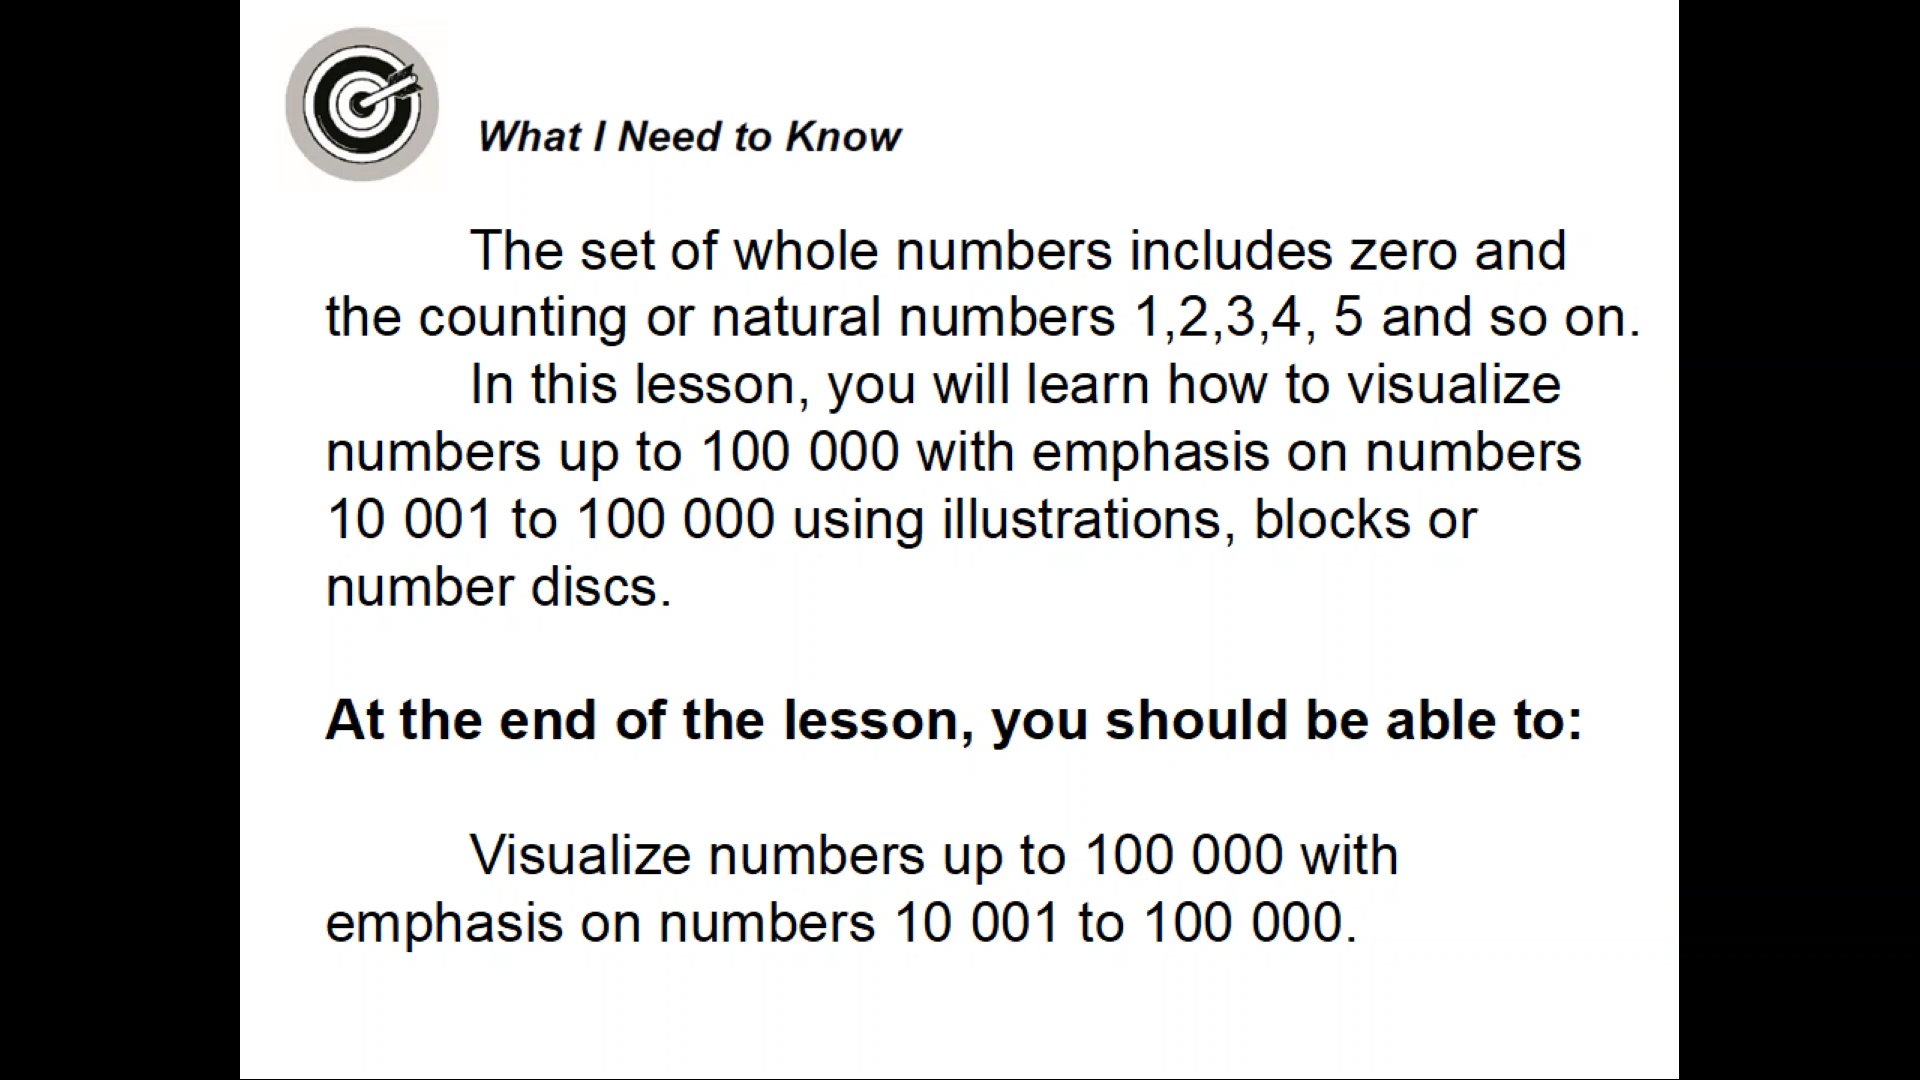 What I Need to Know
The set of whole numbers includes zero and
the counting or natural numbers 1,2,3,4, 5 and so on.
In this lesson, you will learn how to visualize
numbers up to 100 000 with emphasis on numbers
10 001 to 100 000 using illustrations, blocks or
number discs.
At the end of the lesson, you should be able to:
Visualize numbers up to 100 000 with
emphasis on numbers 10 001 to 100 000.